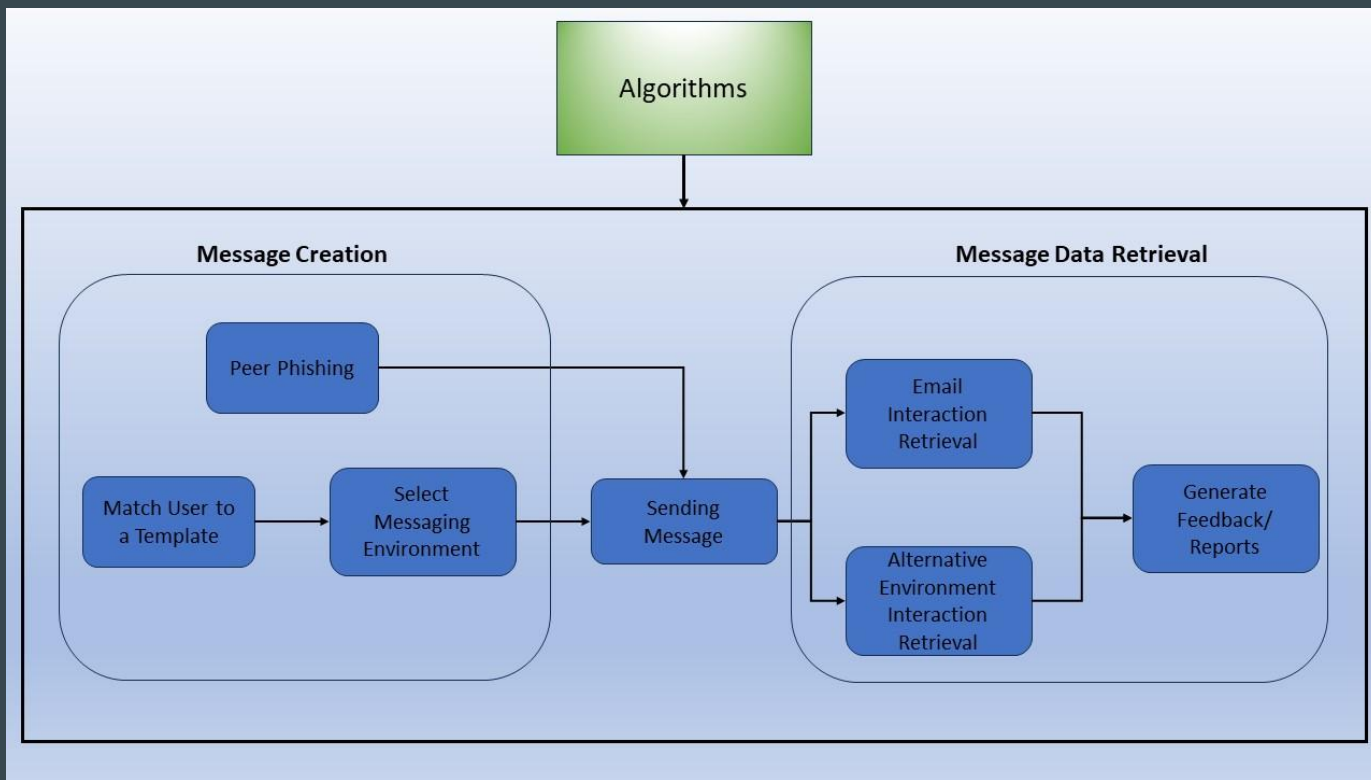 Algorithms
Message Creation
Message Data Retrieval
Peer Phishing
Match User to
a Template
Select
Messaging
Environment
Sending
Message
Email
Interaction
Retrieval
Alternative
Environment
Interaction
Retrieval
Generate
Feedback/
Reports